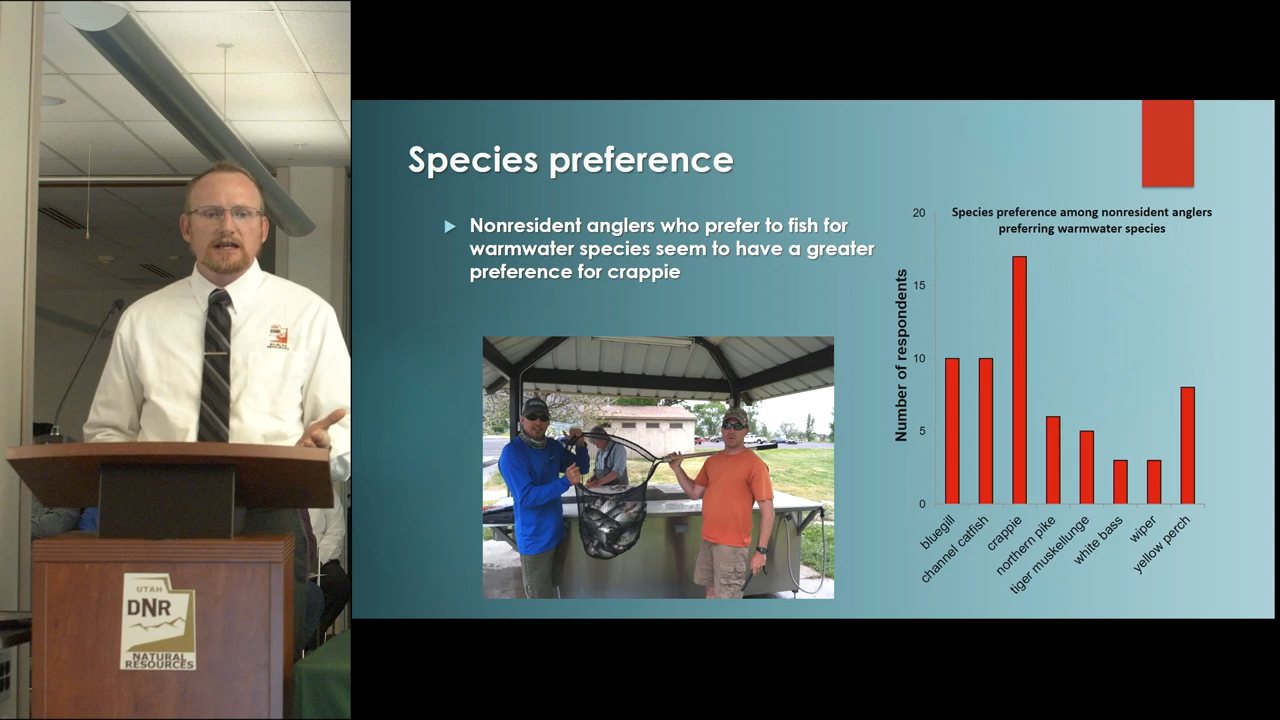 Species preference
Nonresident anglers who prefer to fish for
warmwater species seem to have a greater
preference for crappie
Species preference among nonresident anglers
preferring warmwater species
Number of respondents
20
15
10
5
0
bluegill
channel catfish
crappie
northern pike
tiger muskellunge
white bass
wiper
yellow perch
UTAH
DNR
NATURAL
RESOURCES